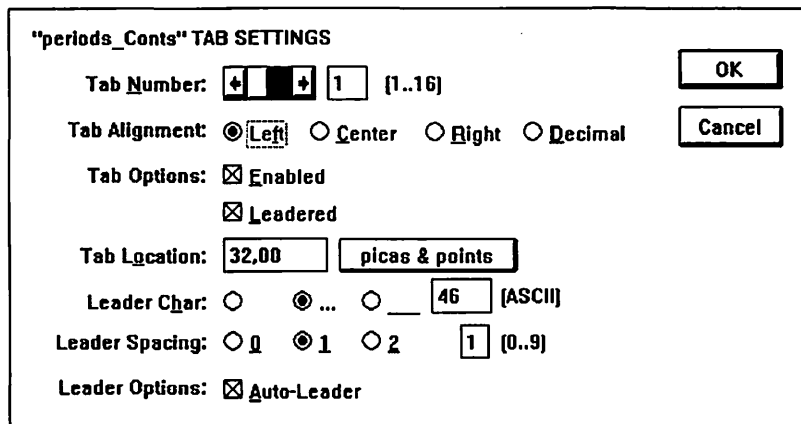 "periods_Conts" TAB SETTINGS
OK
Tab Number: 1 (1..16)
Tab Alignment: Left Center Right Decimal
Cancel
Tab Options: Enabled
Leadered
Tab Location: 32,00 picas & points
Leader Char: ... __ 46 (ASCII)
Leader Spacing: 0 1 2 1 (0..9)
Leader Options: Auto-Leader